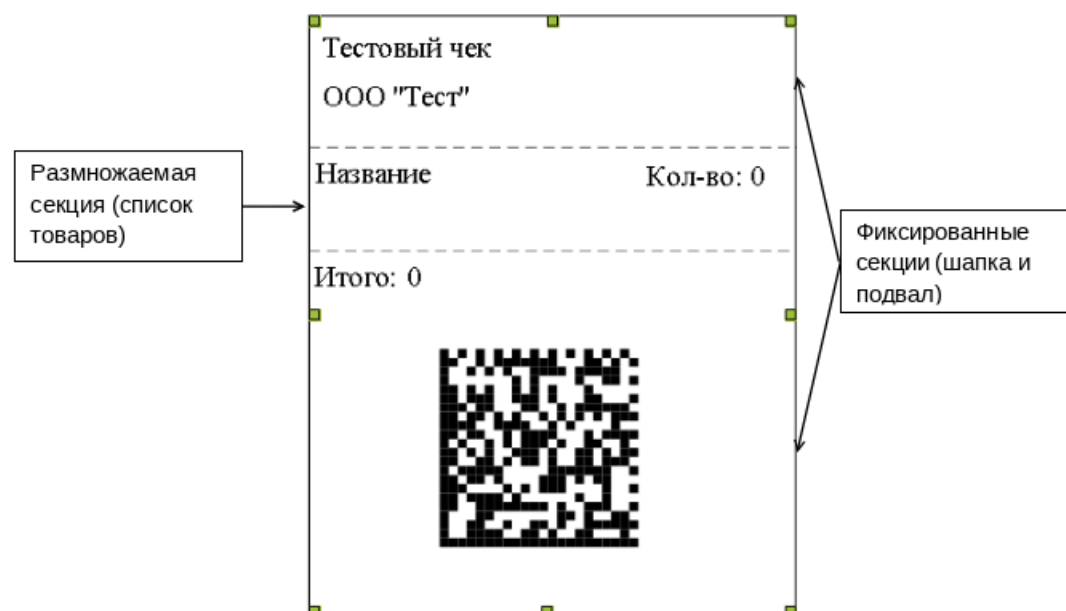 Тестовый чек
ООО "Тест"
Размножаемая
секция (список
товаров)
Название
Кол-во: 0
Фиксированные
секции (шапка и
подвал)
Итого: 0